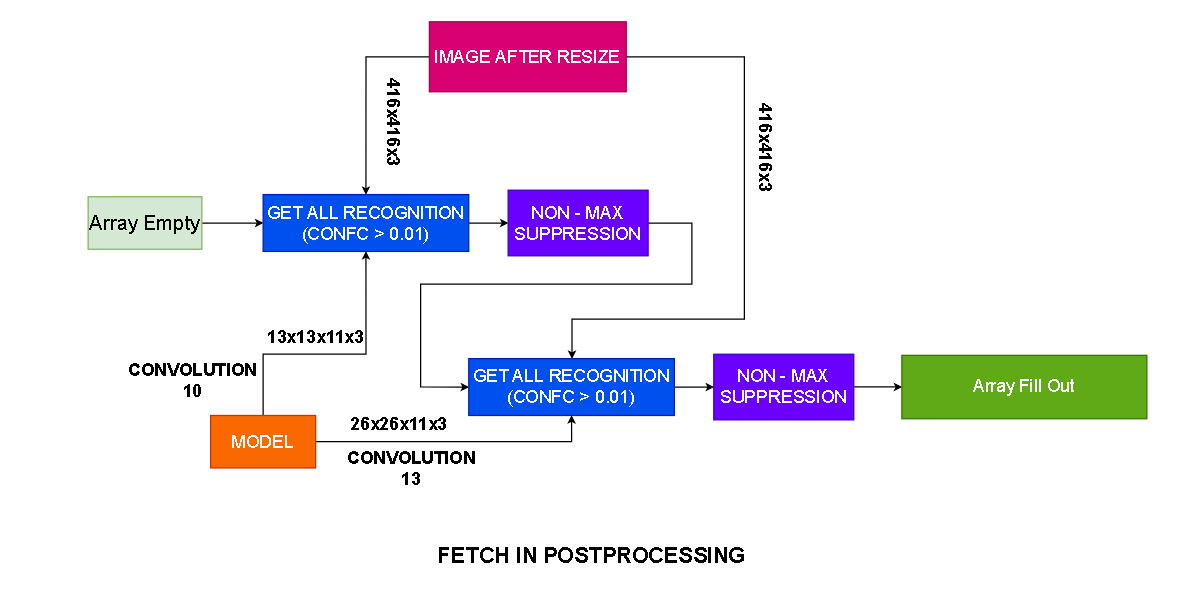 IMAGE AFTER RESIZE
416x416x3
416x416x3
Array Empty
GET ALL RECOGNITION
(CONFC > 0.01)
NON - MAX
SUPPRESSION
13x13x11x3
CONVOLUTION
10
GET ALL RECOGNITION
(CONFC > 0.01)
NON - MAX
SUPPRESSION
Array Fill Out
MODEL
26x26x11x3
CONVOLUTION
13
FETCH IN POSTPROCESSING